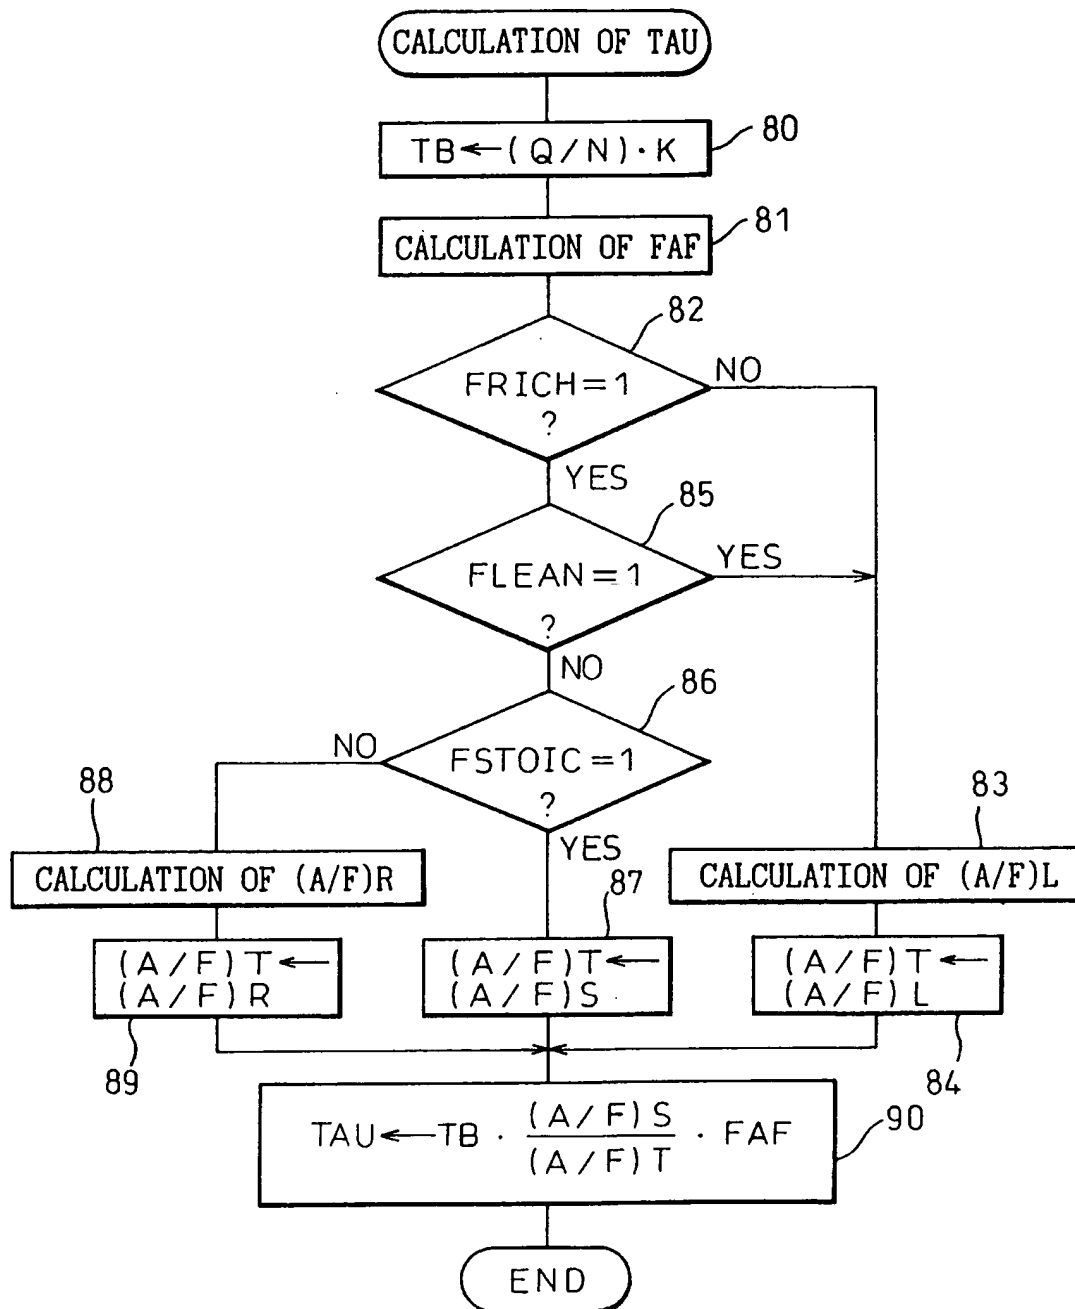 CALCULATION OF TAU
80
TB←(Q/N)·K
81
CALCULATION OF FAF
82
FRICH=1
?
NO
YES
85
FLEAN=1
?
YES
NO
86
FSTOIC=1
?
NO
YES
88
CALCULATION OF (A/F)R
83
CALCULATION OF (A/F)L
87
(A/F)T←
(A/F)R
89
(A/F)T←
(A/F)S
(A/F)T←
(A/F)L
84
90
TAU←TB · (A/F)S / (A/F)T · FAF
END